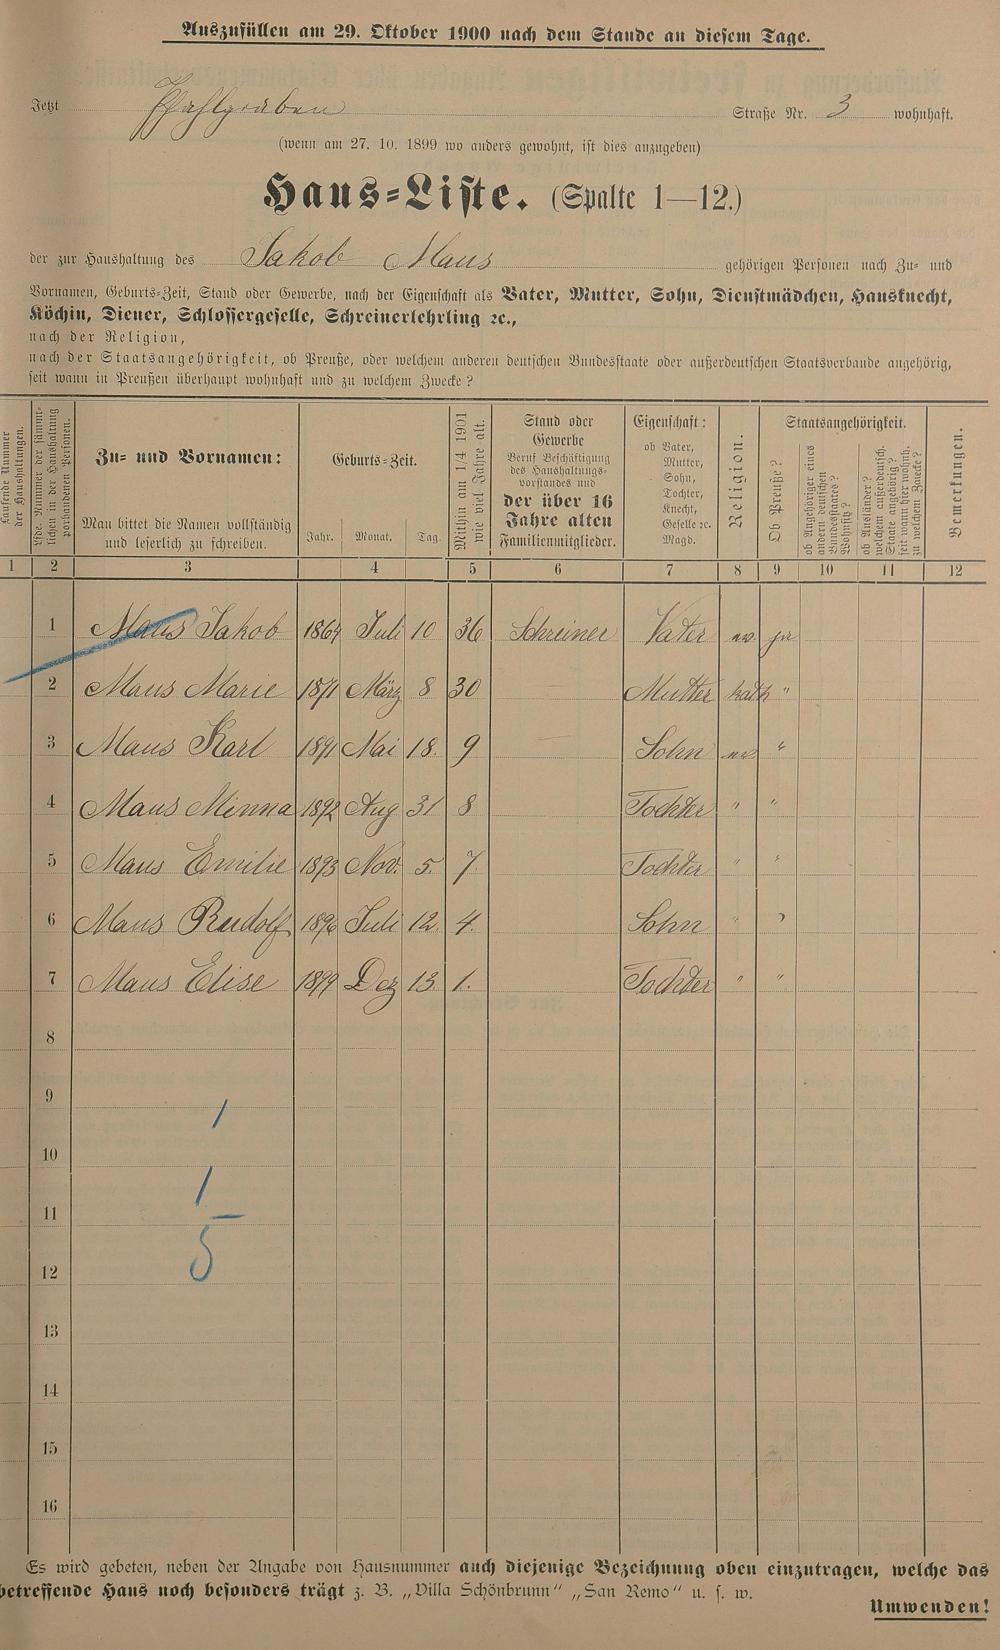 Auszufüllen am 29. Oktober 1900 nach dem Stande an diesem Tage.
Jetzt Pfahlgraben Straße Nr. 3 wohnhaft.
(wenn am 27. 10. 1899 wo anders gewohnt, ist dies anzugeben)
Haus-Liste. (Spalte 1—12.)
der zur Haushaltung des Jakob Maus gehörigen Personen nach Zu- und
Vornamen, Geburts-Zeit, Stand oder Gewerbe, nach der Eigenschaft als Vater, Mutter, Sohn, Dienstmädchen, Hausknecht,
Köchin, Diener, Schlossergeselle, Schreinerlehrling ec.,
nach der Religion,
nach der Staatsangehörigkeit, ob Preuße, oder welchem anderen deutschen Bundesstaate oder außerdeutschen Staatsverbande angehörig,
seit wann in Preußen überhaupt wohnhaft und zu welchem Zwecke?
Laufende Nummer
der Haushaltungen.
Lfde. Nummer der sämmt-
lichen in der Haushaltung
vorhandenen Personen.
Zu- und Vornamen:
Man bittet die Namen vollständig
und leserlich zu schreiben.
Geburts-Zeit.
Jahr. Monat. Tag.
Mithin am 1/4 1901
wie viel Jahre alt.
Stand oder
Gewerbe
Beruf Beschäftigung
des Haushaltungs-
vorstandes und
der über 16
Jahre alten
Familienmitglieder.
Eigenschaft:
ob Vater,
Mutter,
Sohn,
Tochter,
Knecht,
Geselle ec.
Magd.
Religion.
Staatsangehörigkeit.
Ob Preuße?
ob Angehöriger eines
andern deutschen
Bundesstaates?
Wohnsitz?
ob Ausländer?
welchem außerdeutsch.
Staate angehörig?
seit wann hier wohnh.
zu welchem Zwecke?
Bemerkungen.
1 2 3 4 5 6 7 8 9 10 11 12
1 Maus Jakob 1864 Juli 10 36 Schreiner Vater ev. ja
2 Maus Marie 1871 März 8 30 — Mutter kath "
3 Maus Karl 1891 Mai 18. 9 — Sohn ev "
4 Maus Minna 1892 Aug 31 8 Tochter " "
5 Maus Emilie 1893 Nov. 5. 7. Tochter " "
6 Maus Rudolf 1896 Juli 12. 4. Sohn " "
7 Maus Elise 1899 Dez 13. 1. Tochter " "
8
9
1
10
1
11
5
12
13
14
15
16
Es wird gebeten, neben der Angabe von Hausnummer auch diejenige Bezeichnung oben einzutragen, welche das
betreffende Haus noch besonders trägt z. B. „Villa Schönbrunn" „San Remo" u. s. w.
Umwenden!